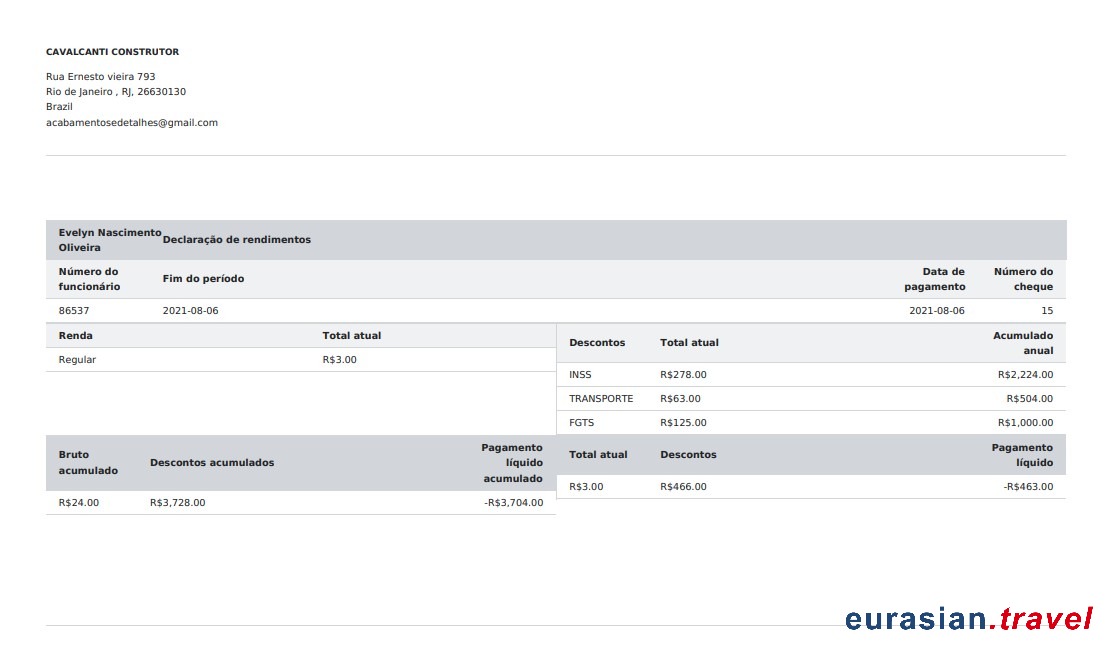 CAVALCANTI CONSTRUTOR
Rua Ernesto vieira 793
Rio de Janeiro , RJ, 26630130
Brazil
acabamentosedetalhes@gmail.com
Evelyn Nascimento
Oliveira
Declaração de rendimentos
Número do
funcionário
Fim do período
Data de
pagamento
Número do
cheque
86537 2021-08-06 2021-08-06 15
Renda Total atual
Regular R$3.00
Descontos Total atual
Acumulado
anual
INSS R$278.00 R$2,224.00
TRANSPORTE R$63.00 R$504.00
FGTS R$125.00 R$1,000.00
Bruto
acumulado
Descontos acumulados
Pagamento
líquido
acumulado
R$24.00 R$3,728.00 -R$3,704.00
Total atual Descontos
Pagamento
líquido
R$3.00 R$466.00 -R$463.00
eurasian.travel